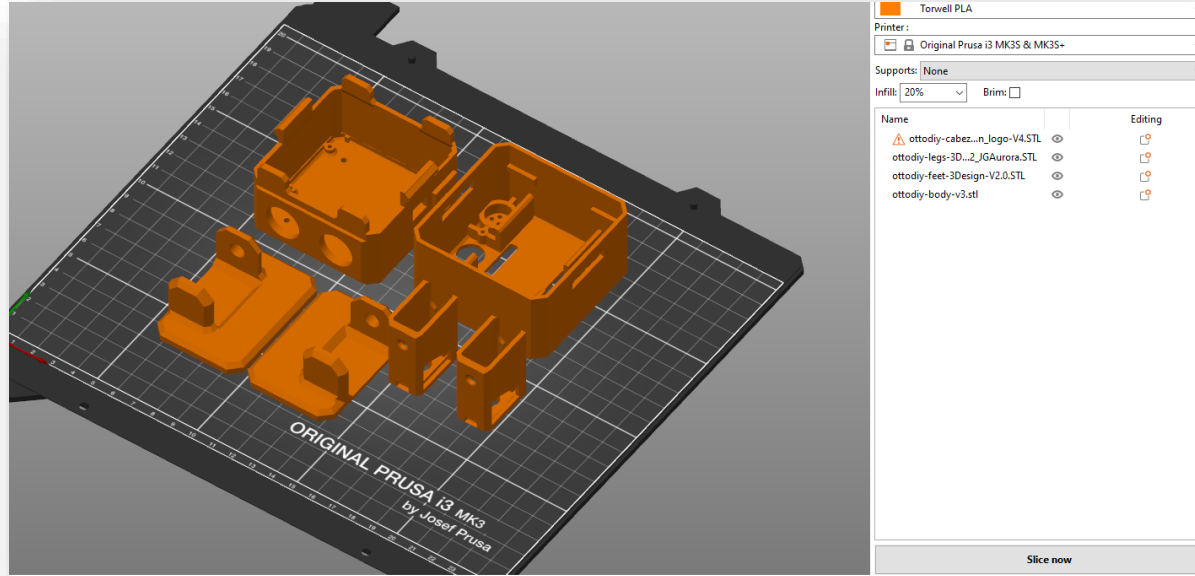 Torwell PLA
Printer :
Original Prusa i3 MK3S & MK3S+
Supports: None
Infill: 20% Brim:
Name Editing
ottodiy-cabez...n_logo-V4.STL
ottodiy-legs-3D...2_JGAurora.STL
ottodiy-feet-3Design-V2.0.STL
ottodiy-body-v3.stl
ORIGINAL PRUSA i3 MK3
by Josef Prusa
Slice now